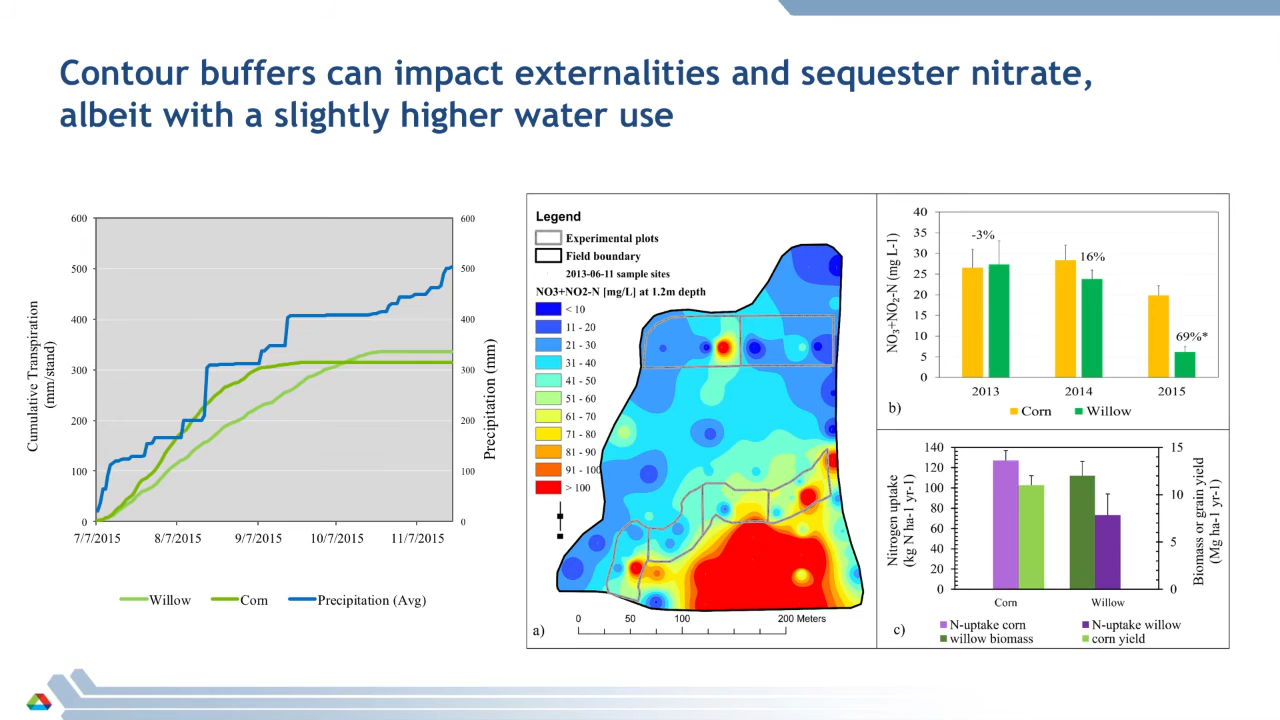 Contour buffers can impact externalities and sequester nitrate,
albeit with a slightly higher water use
600
500
400
300
200
100
0
Cumulative Transpiration
(mm/stand)
600
500
400
300
200
100
0
Precipitation (mm)
7/7/2015 8/7/2015 9/7/2015 10/7/2015 11/7/2015
Willow Corn Precipitation (Avg)
Legend
Experimental plots
Field boundary
2013-06-11 sample sites
NO3+NO2-N [mg/L] at 1.2m depth
< 10
11 - 20
21 - 30
31 - 40
41 - 50
51 - 60
61 - 70
71 - 80
81 - 90
91 - 100
> 100
0 50 100 200 Meters
a)
40
35
30
25
20
15
10
5
0
NO3+NO2-N (mg L-1)
-3%
16%
69%*
2013 2014 2015
Corn Willow
b)
140
120
100
80
60
40
20
0
Nitrogen uptake
(kg N ha-1 yr-1)
15
10
5
0
Biomass or grain yield
(Mg ha-1 yr-1)
Corn Willow
N-uptake corn N-uptake willow
willow biomass corn yield
c)